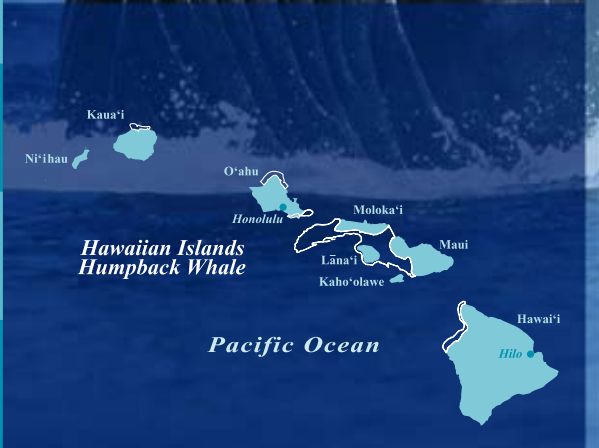 Kaua‘i
Ni‘ihau
O‘ahu
Honolulu
Moloka‘i
Hawaiian Islands
Humpback Whale
Maui
Lāna‘i
Kaho‘olawe
Hawai‘i
Pacific Ocean
Hilo